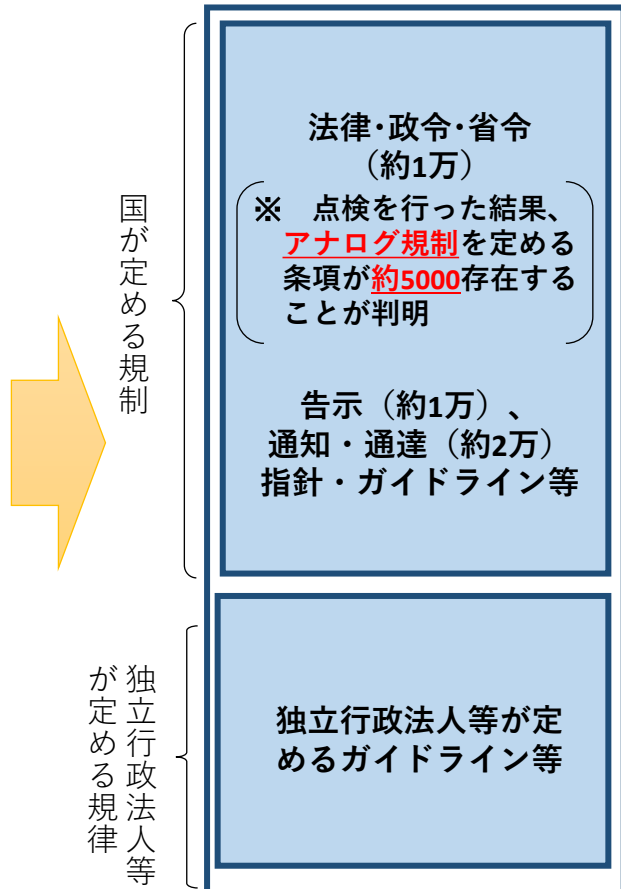 国が定める規制
法律･政令･省令
（約1万）
※　点検を行った結果、
アナログ規制を定める
条項が約5000存在する
ことが判明
告示（約1万）、
通知・通達（約2万）
指針・ガイドライン等
独立行政法人等
が定める規律
独立行政法人等が定
めるガイドライン等